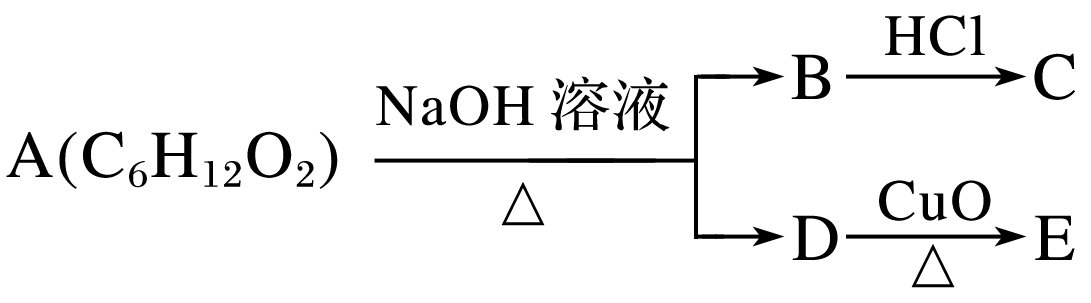 A(C₆H₁₂O₂)
NaOH 溶液
△
B
HCl
C
D
CuO
△
E